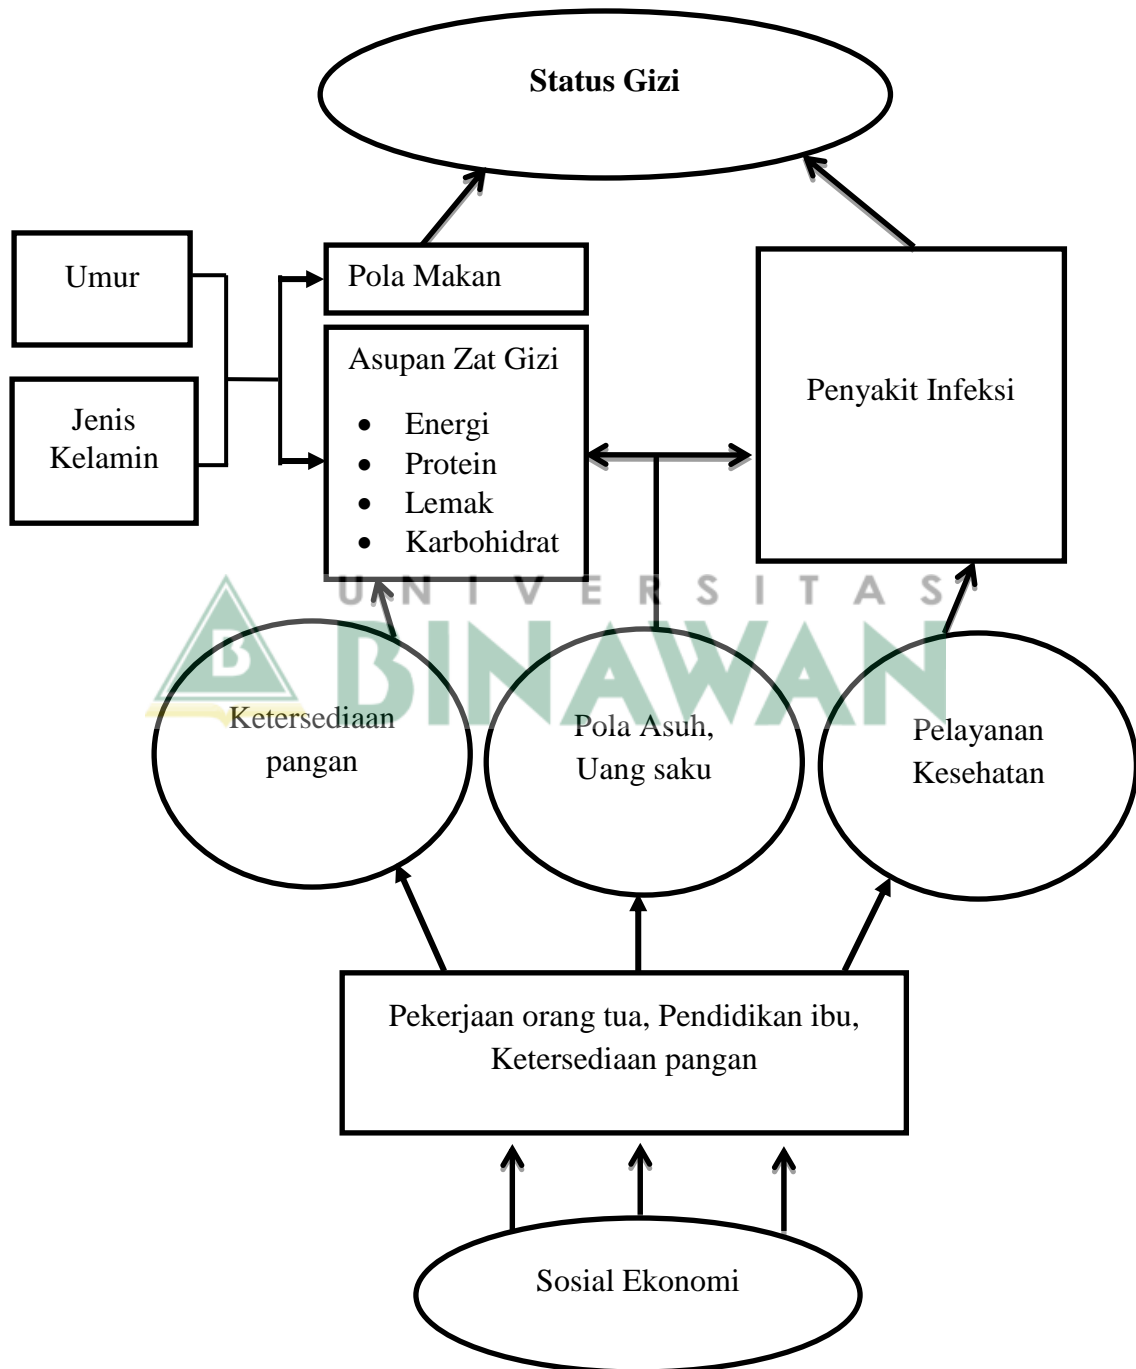 Status Gizi
Umur
Pola Makan
Jenis
Kelamin
Asupan Zat Gizi
• Energi
• Protein
• Lemak
• Karbohidrat
Penyakit Infeksi
UNIVERSITAS
B
BINAWAN
Ketersediaan
pangan
Pola Asuh,
Uang saku
Pelayanan
Kesehatan
Pekerjaan orang tua, Pendidikan ibu,
Ketersediaan pangan
Sosial Ekonomi